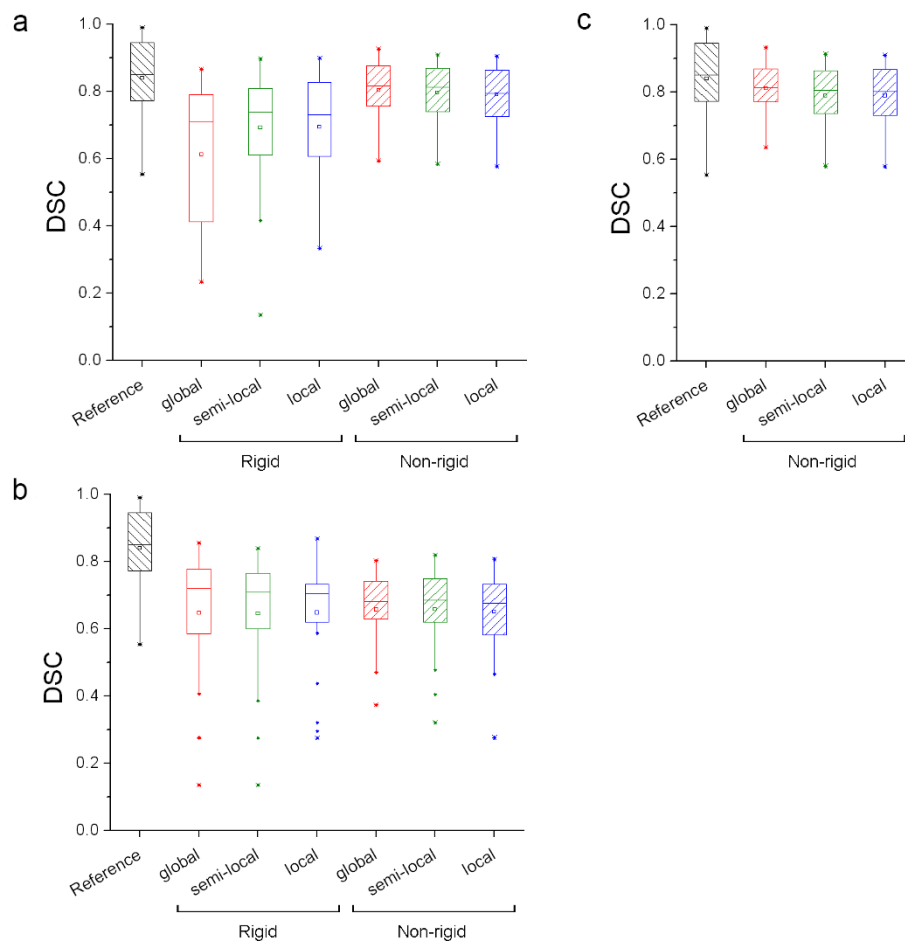 a
1.0
0.8
0.6
0.4
0.2
0.0
DSC
Reference
global
semi-local
local
global
semi-local
local
Rigid
Non-rigid
c
1.0
0.8
0.6
0.4
0.2
0.0
DSC
Reference
global
semi-local
local
Non-rigid
b
1.0
0.8
0.6
0.4
0.2
0.0
DSC
Reference
global
semi-local
local
global
semi-local
local
Rigid
Non-rigid